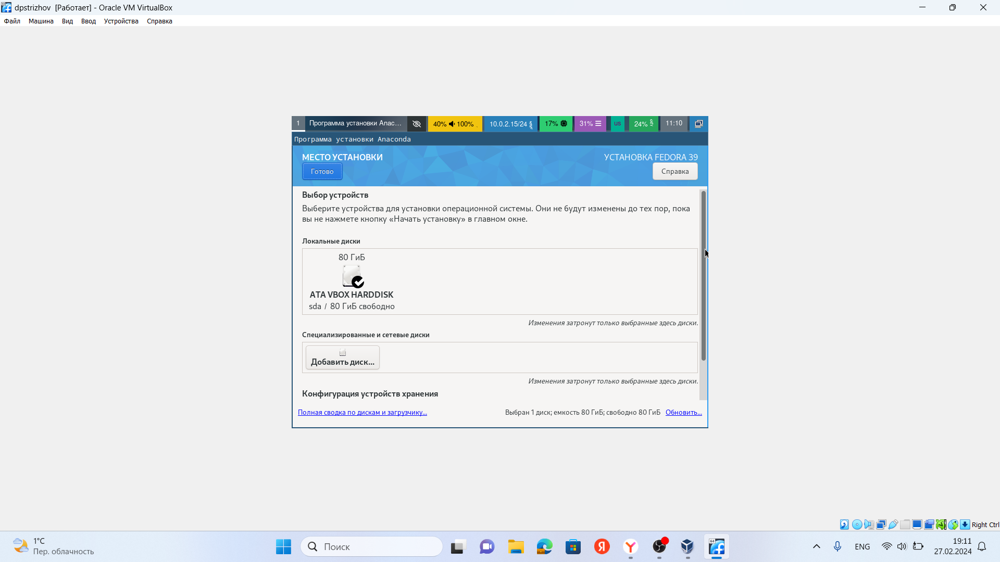 dpstrizhov [Работает] - Oracle VM VirtualBox
Файл Машина Вид Ввод Устройства Справка
1 Программа установки Anac... 40% 100% 10.0.2.15/24 17% 31% us 24% 11:10
Программа установки Anaconda
МЕСТО УСТАНОВКИ УСТАНОВКА FEDORA 39
Готово Справка
Выбор устройств
Выберите устройства для установки операционной системы. Они не будут изменены до тех пор, пока
вы не нажмете кнопку «Начать установку» в главном окне.
Локальные диски
80 ГиБ
ATA VBOX HARDDISK
sda / 80 ГиБ свободно
Изменения затронут только выбранные здесь диски.
Специализированные и сетевые диски
Добавить диск...
Изменения затронут только выбранные здесь диски.
Конфигурация устройств хранения
Полная сводка по дискам и загрузчику... Выбран 1 диск; емкость 80 ГиБ; свободно 80 ГиБ Обновить...
Right Ctrl
1°C
Пер. облачность
Поиск
64
ENG
19:11
27.02.2024